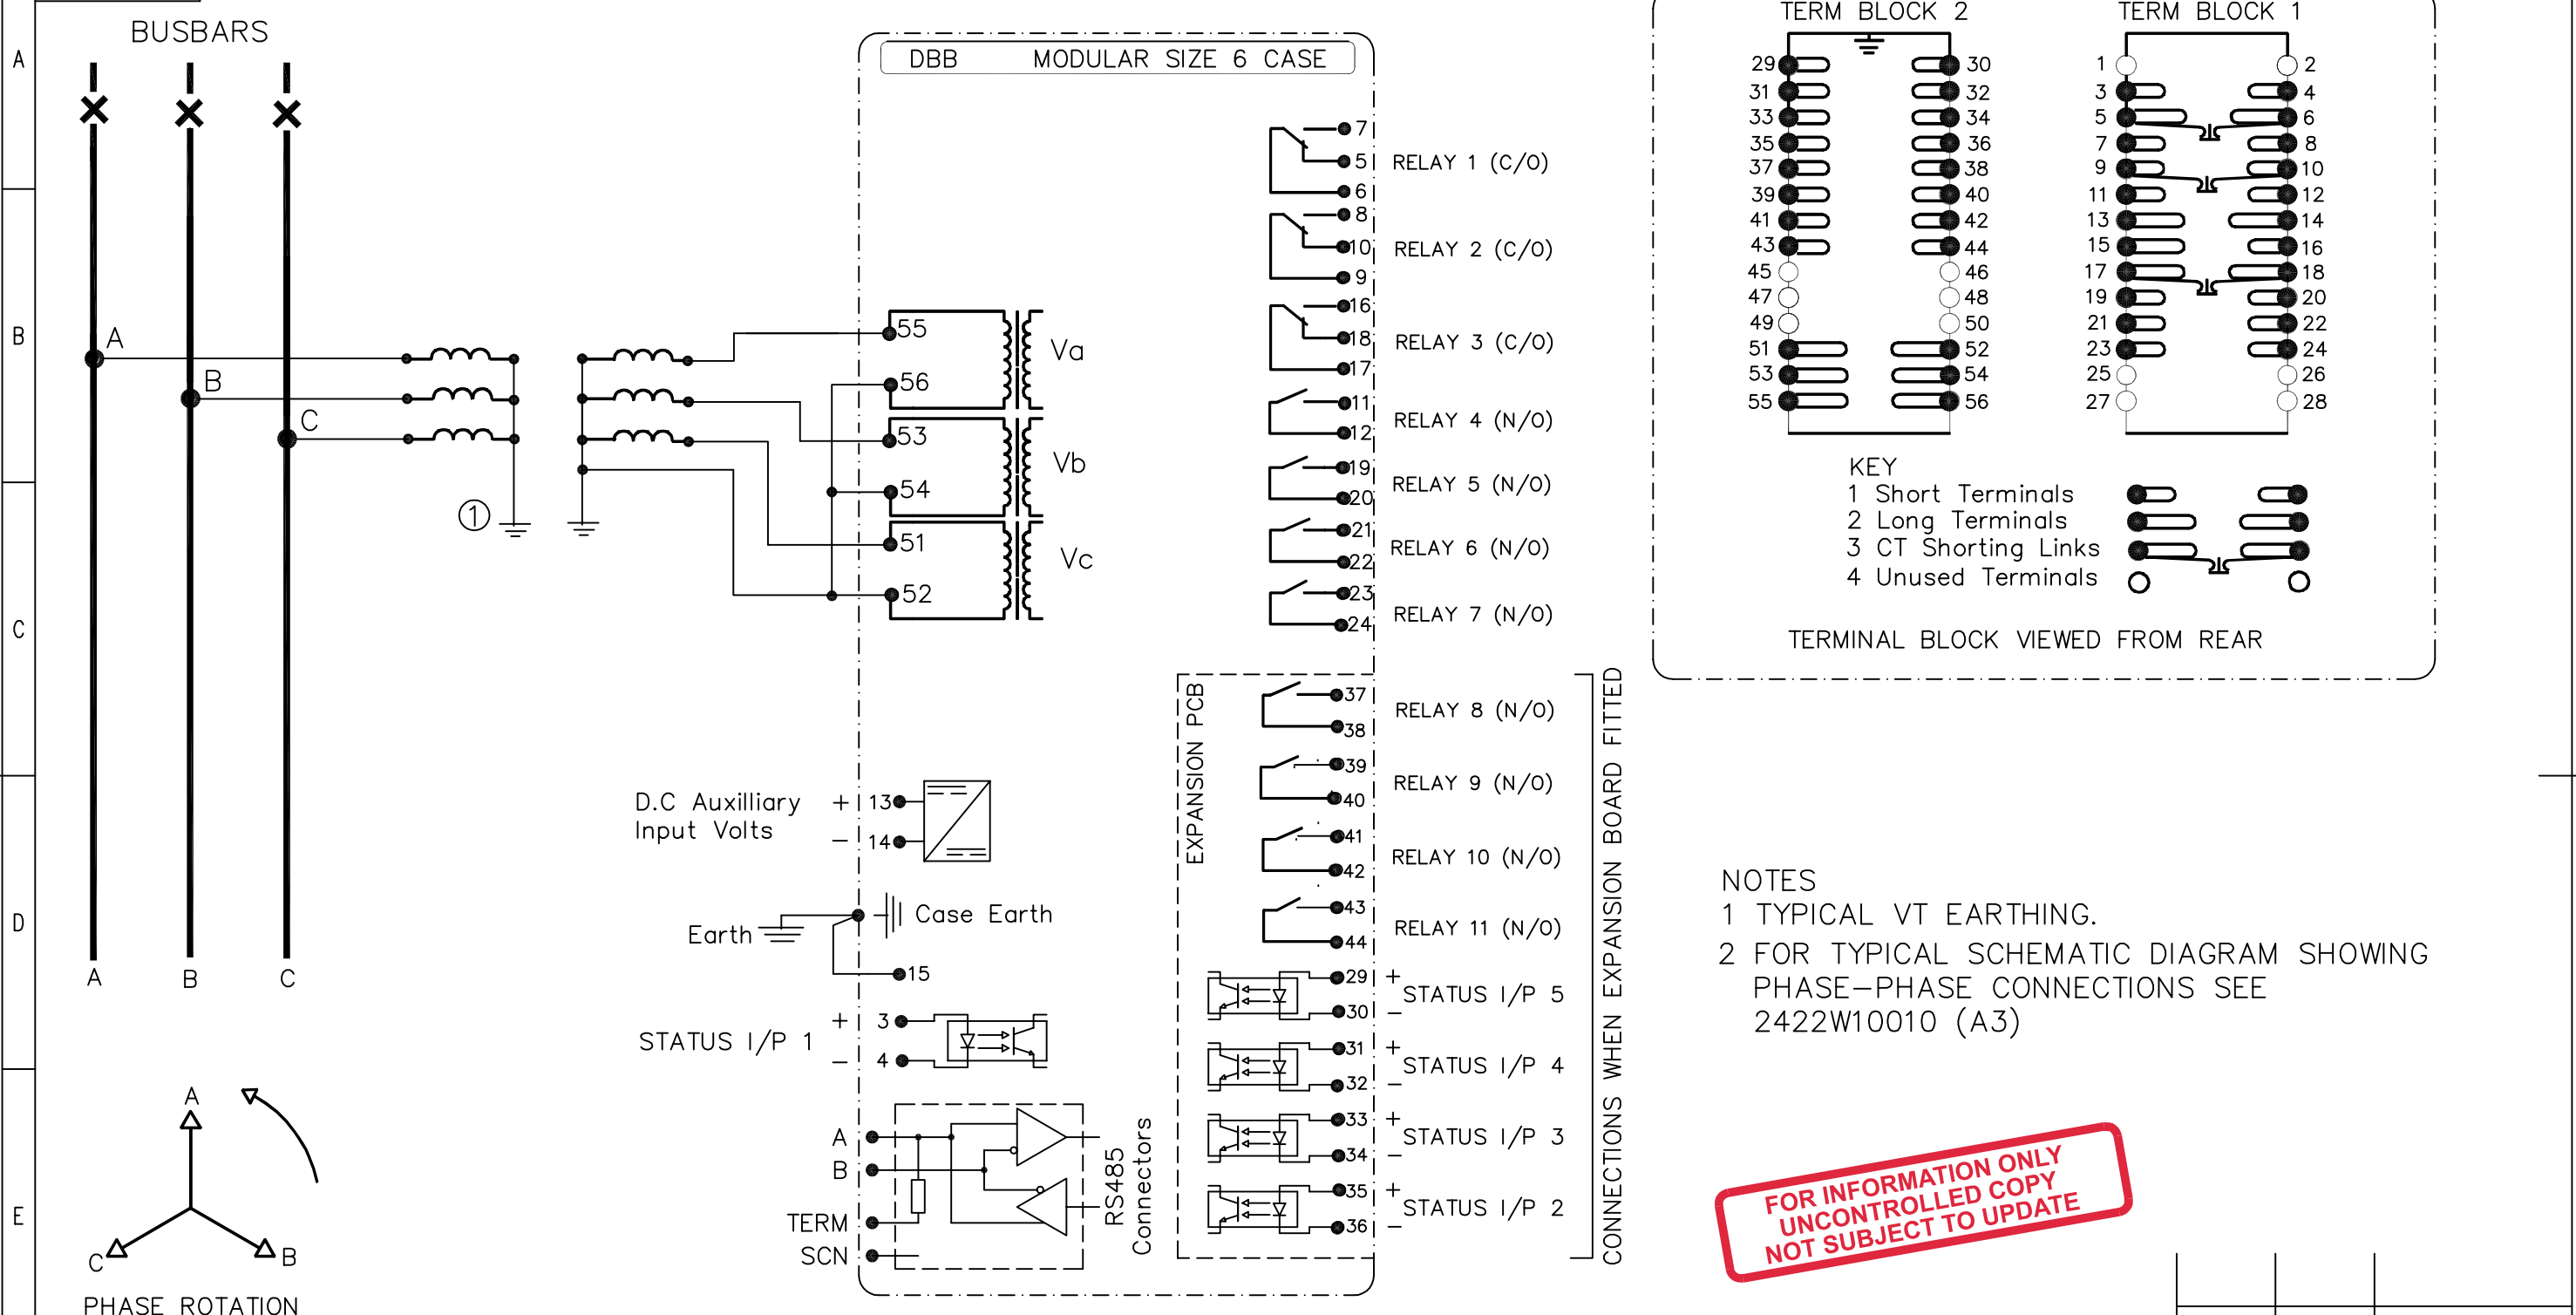 A
B
C
D
E
BUSBARS
A
B
C
A
B
C
1
A
B
C
PHASE ROTATION
DBB MODULAR SIZE 6 CASE
55
56
Va
53
54
Vb
51
52
Vc
D.C Auxilliary
Input Volts
+ 13
- 14
Earth
Case Earth
15
STATUS I/P 1
+ 3
- 4
A
B
TERM
SCN
RS485
Connectors
7
5 RELAY 1 (C/O)
6
8
10 RELAY 2 (C/O)
9
16
18 RELAY 3 (C/O)
17
11
RELAY 4 (N/O)
12
19
RELAY 5 (N/O)
20
21
RELAY 6 (N/O)
22
23
RELAY 7 (N/O)
24
EXPANSION PCB
37
RELAY 8 (N/O)
38
39
RELAY 9 (N/O)
40
41
RELAY 10 (N/O)
42
43
RELAY 11 (N/O)
44
29 +
STATUS I/P 5
30 -
31 +
STATUS I/P 4
32 -
33 +
STATUS I/P 3
34 -
35 +
STATUS I/P 2
36 -
CONNECTIONS WHEN EXPANSION BOARD FITTED
TERM BLOCK 2
29 30
31 32
33 34
35 36
37 38
39 40
41 42
43 44
45 46
47 48
49 50
51 52
53 54
55 56
TERM BLOCK 1
1 2
3 4
5 6
7 8
9 10
11 12
13 14
15 16
17 18
19 20
21 22
23 24
25 26
27 28
KEY
1 Short Terminals
2 Long Terminals
3 CT Shorting Links
4 Unused Terminals
TERMINAL BLOCK VIEWED FROM REAR
NOTES
1 TYPICAL VT EARTHING.
2 FOR TYPICAL SCHEMATIC DIAGRAM SHOWING
PHASE-PHASE CONNECTIONS SEE
2422W10010 (A3)
FOR INFORMATION ONLY
UNCONTROLLED COPY
NOT SUBJECT TO UPDATE